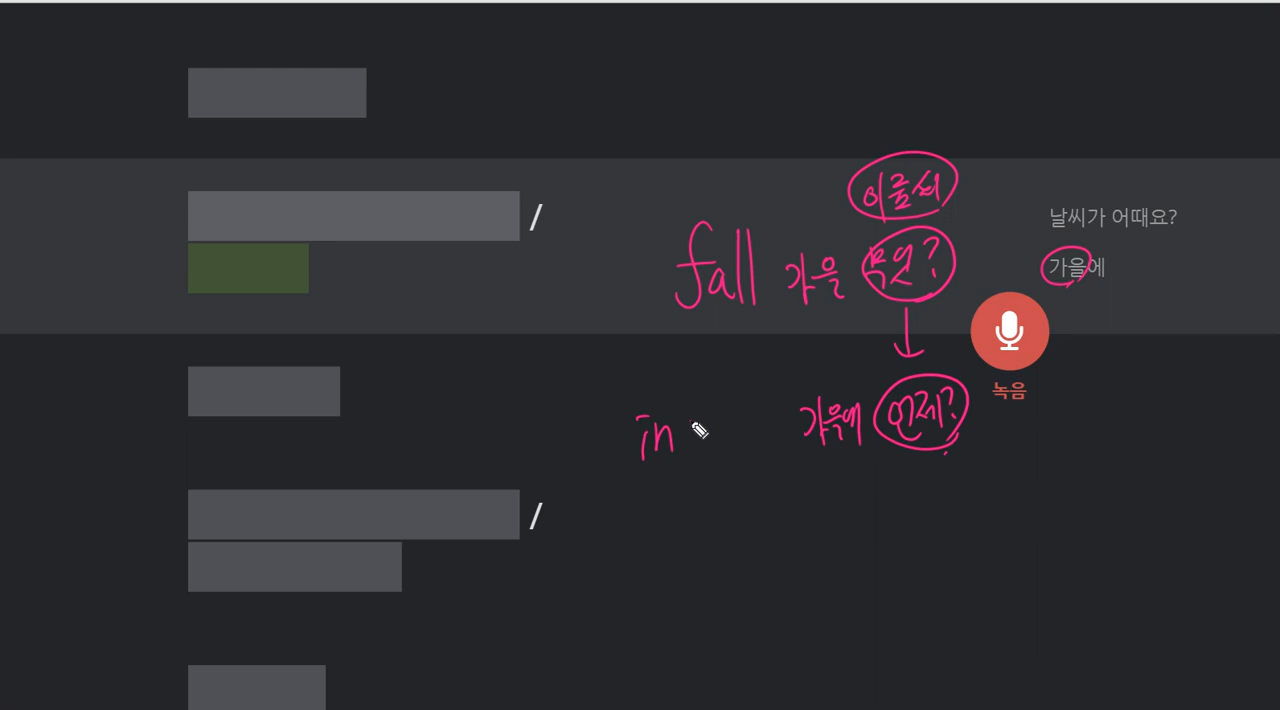 이름씨
/
날씨가 어때요?
fall 가을 무엇?
가을에
녹음
in 가을에 언제?
/